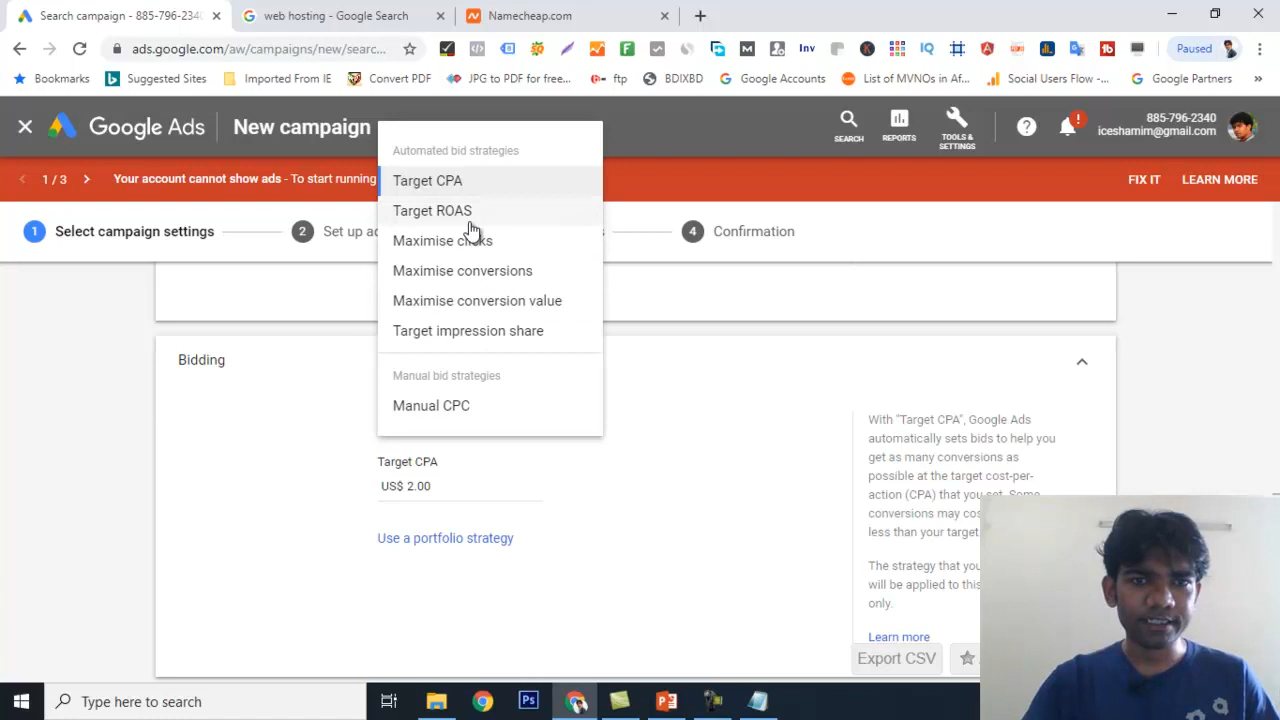 Search campaign - 885-796-2340
web hosting - Google Search
Namecheap.com
ads.google.com/aw/campaigns/new/searc...
Inv
Paused
Bookmarks
Suggested Sites
Imported From IE
Convert PDF
JPG to PDF for free...
ftp
BDIXBD
Google Accounts
List of MVNOs in Af...
Social Users Flow -...
Google Partners
Google Ads
New campaign
SEARCH
REPORTS
TOOLS & SETTINGS
885-796-2340
iceshamim@gmail.com
1 / 3
Your account cannot show ads - To start running
FIX IT
LEARN MORE
1
Select campaign settings
2
Set up ad
4
Confirmation
Automated bid strategies
Target CPA
Target ROAS
Maximise clicks
Maximise conversions
Maximise conversion value
Target impression share
Manual bid strategies
Manual CPC
Bidding
Target CPA
US$ 2.00
Use a portfolio strategy
With "Target CPA", Google Ads
automatically sets bids to help you
get as many conversions as
possible at the target cost-per-
action (CPA) that you set. Some
conversions may co
less than your target.
The strategy that you
will be applied to this
only.
Learn more
Export CSV
Type here to search